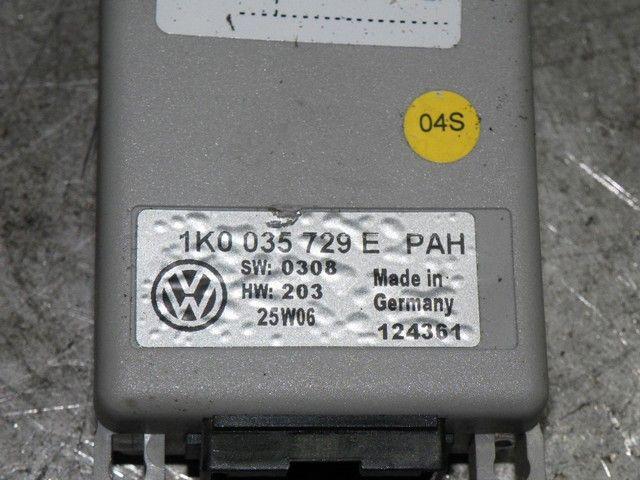 04S
1K0 035 729 E PAH
SW: 0308
HW: 203
25W06
Made in
Germany
124361